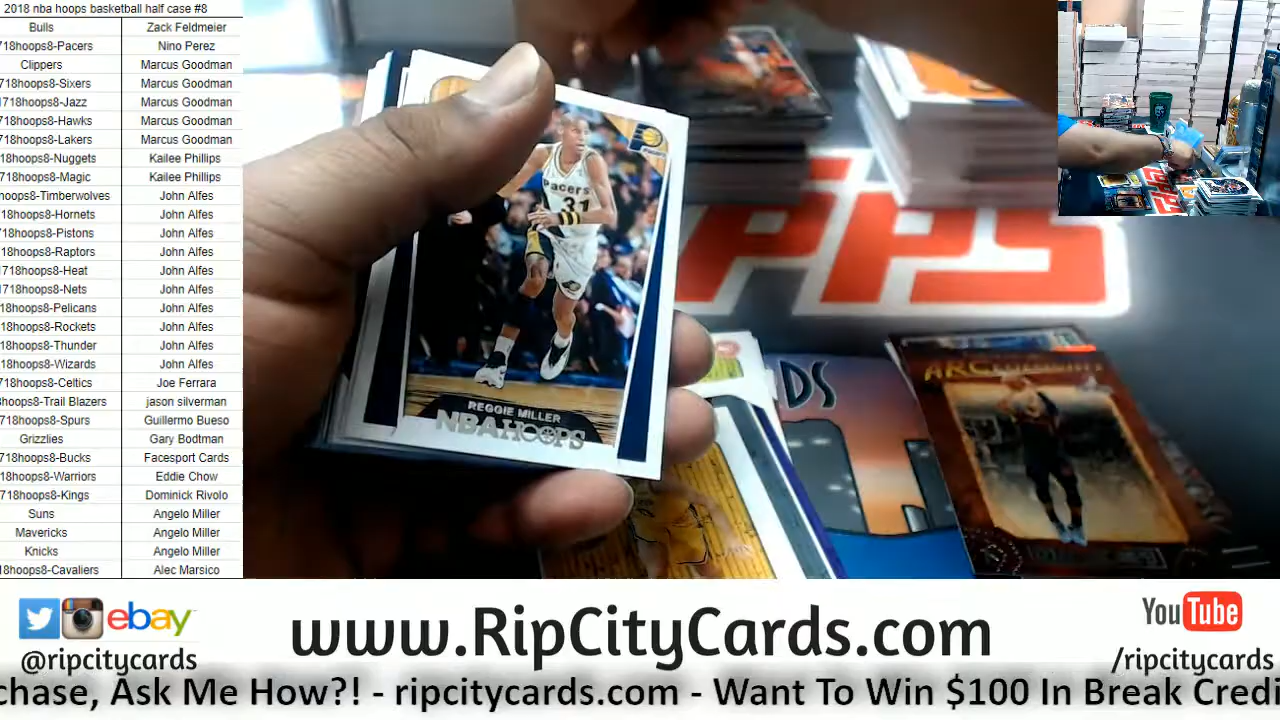 2018 nba hoops basketball half case #8
Bulls Zack Feldmeier
718hoops8-Pacers Nino Perez
Clippers Marcus Goodman
718hoops8-Sixers Marcus Goodman
1718hoops8-Jazz Marcus Goodman
718hoops8-Hawks Marcus Goodman
718hoops8-Lakers Marcus Goodman
18hoops8-Nuggets Kailee Phillips
718hoops8-Magic Kailee Phillips
hoops8-Timberwolves John Alfes
18hoops8-Hornets John Alfes
718hoops8-Pistons John Alfes
18hoops8-Raptors John Alfes
1718hoops8-Heat John Alfes
1718hoops8-Nets John Alfes
18hoops8-Pelicans John Alfes
18hoops8-Rockets John Alfes
18hoops8-Thunder John Alfes
18hoops8-Wizards John Alfes
718hoops8-Celtics Joe Ferrara
hoops8-Trail Blazers jason silverman
718hoops8-Spurs Guillermo Bueso
Grizzlies Gary Bodtman
718hoops8-Bucks Facesport Cards
18hoops8-Warriors Eddie Chow
718hoops8-Kings Dominick Rivolo
Suns Angelo Miller
Mavericks Angelo Miller
Knicks Angelo Miller
18hoops8-Cavaliers Alec Marsico
Pacers
Pacers
31
REGGIE MILLER
NBA HOOPS
TOPPS
DS
ebay
@ripcitycards
www.RipCityCards.com
YouTube
/ripcitycards
chase, Ask Me How?! - ripcitycards.com - Want To Win $100 In Break Credi